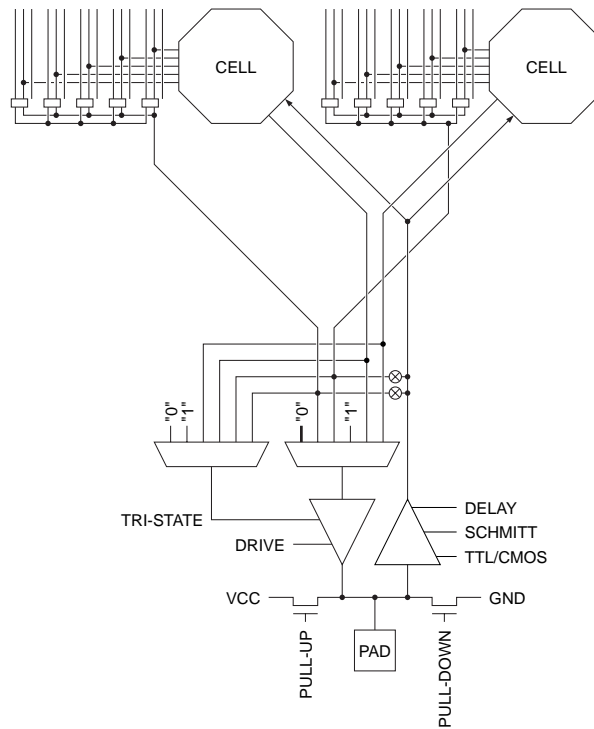 CELL
CELL
"0"
"1"
"0"
"1"
TRI-STATE
DRIVE
DELAY
SCHMITT
TTL/CMOS
VCC
GND
PULL-UP
PAD
PULL-DOWN